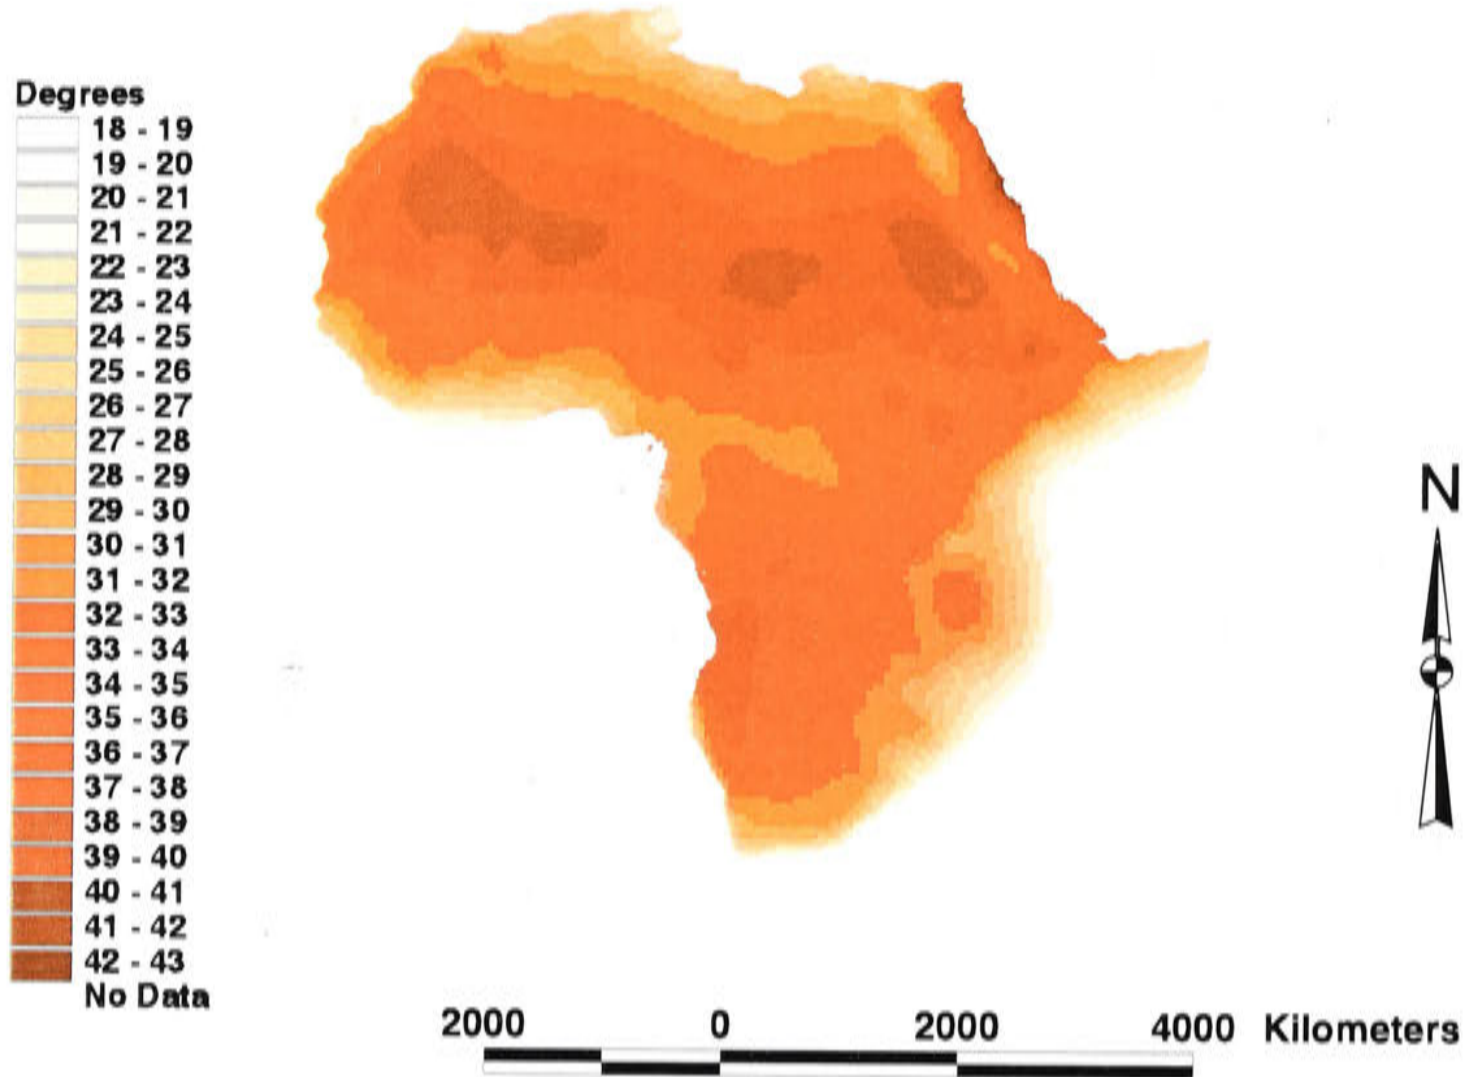 Degrees
18 - 19
19 - 20
20 - 21
21 - 22
22 - 23
23 - 24
24 - 25
25 - 26
26 - 27
27 - 28
28 - 29
29 - 30
30 - 31
31 - 32
32 - 33
33 - 34
34 - 35
35 - 36
36 - 37
37 - 38
38 - 39
39 - 40
40 - 41
41 - 42
42 - 43
No Data
N
2000 0 2000 4000 Kilometers